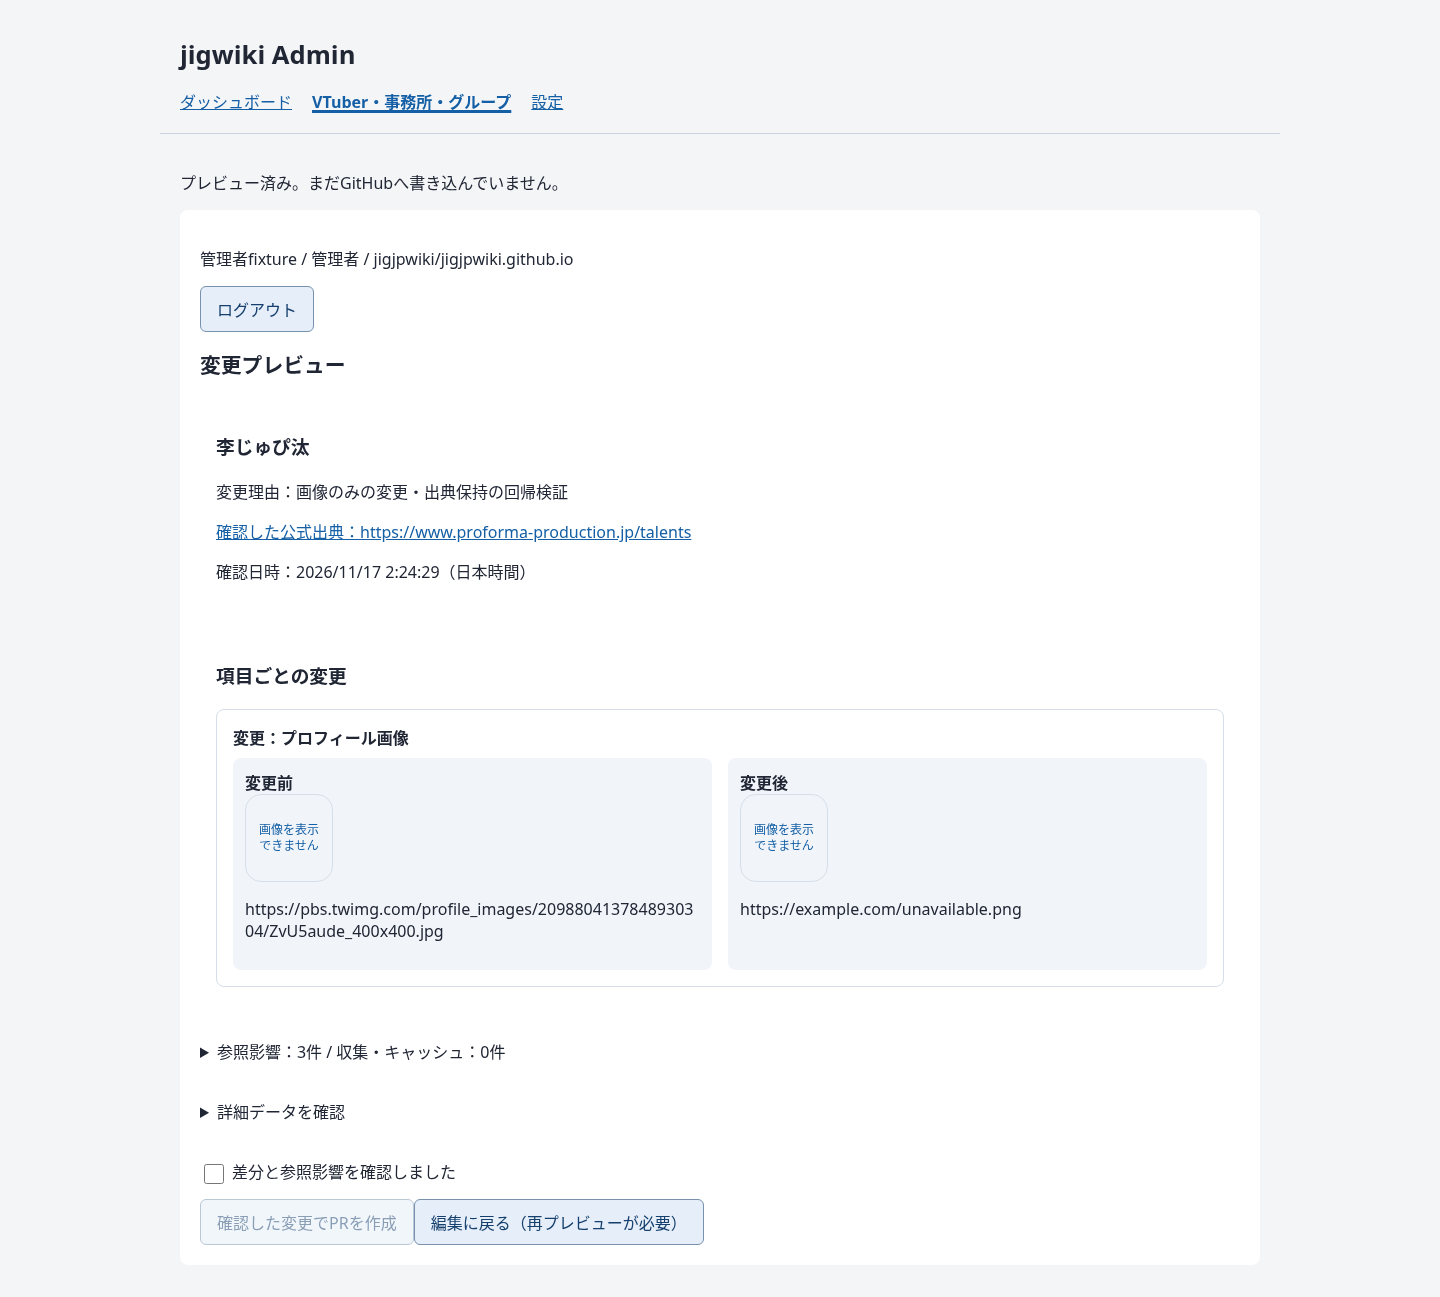 jigwiki Admin
ダッシュボード VTuber・事務所・グループ 設定
プレビュー済み。まだGitHubへ書き込んでいません。
管理者fixture / 管理者 / jigjpwiki/jigjpwiki.github.io
ログアウト
変更プレビュー
李じゅぴ汰
変更理由：画像のみの変更・出典保持の回帰検証
確認した公式出典：https://www.proforma-production.jp/talents
確認日時：2026/11/17 2:24:29（日本時間）
項目ごとの変更
変更：プロフィール画像
変更前
画像を表示
できません
https://pbs.twimg.com/profile_images/20988041378489303
04/ZvU5aude_400x400.jpg
変更後
画像を表示
できません
https://example.com/unavailable.png
参照影響：3件 / 収集・キャッシュ：0件
詳細データを確認
差分と参照影響を確認しました
確認した変更でPRを作成 編集に戻る（再プレビューが必要）